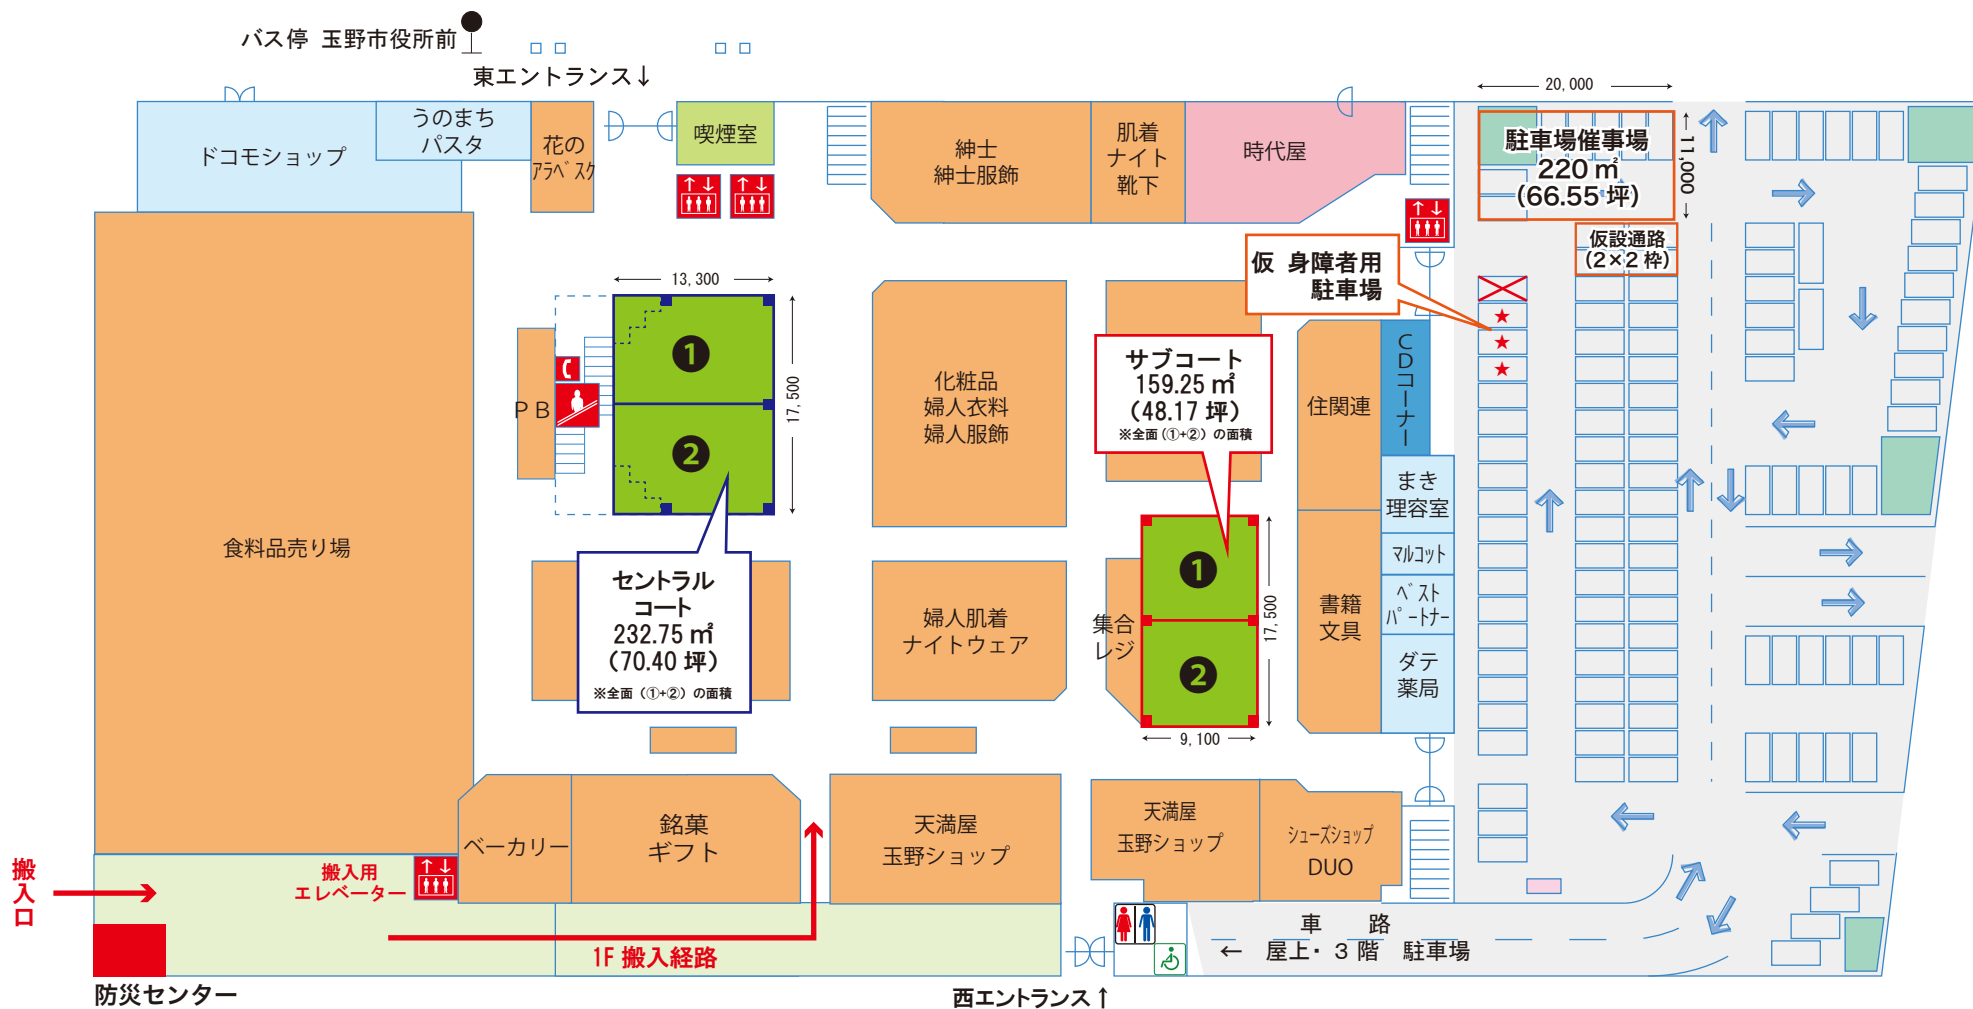 バス停 玉野市役所前
東エントランス↓
ドコモショップ
うのまち
パスタ
花の
アラベスク
喫煙室
紳士
紳士服飾
肌着
ナイト
靴下
時代屋
20,000
駐車場催事場
220㎡
(66.55坪)
11,000
仮設通路
(2×2枠)
仮 身障者用
駐車場
★
★
★
13,300
17,500
❶
❷
PB
食料品売り場
セントラル
コート
232.75㎡
(70.40坪)
※全面(①+②)の面積
化粧品
婦人衣料
婦人服飾
婦人肌着
ナイトウェア
サブコート
159.25㎡
(48.17坪)
※全面(①+②)の面積
❶
❷
17,500
9,100
集合
レジ
住関連
書籍
文具
CDコーナー
まき
理容室
マルコット
ベスト
パートナー
ダテ
薬局
ベーカリー
銘菓
ギフト
天満屋
玉野ショップ
天満屋
玉野ショップ
シューズショップ
DUO
搬入口
搬入用
エレベーター
1F搬入経路
防災センター
西エントランス↑
車 路
← 屋上・3階 駐車場